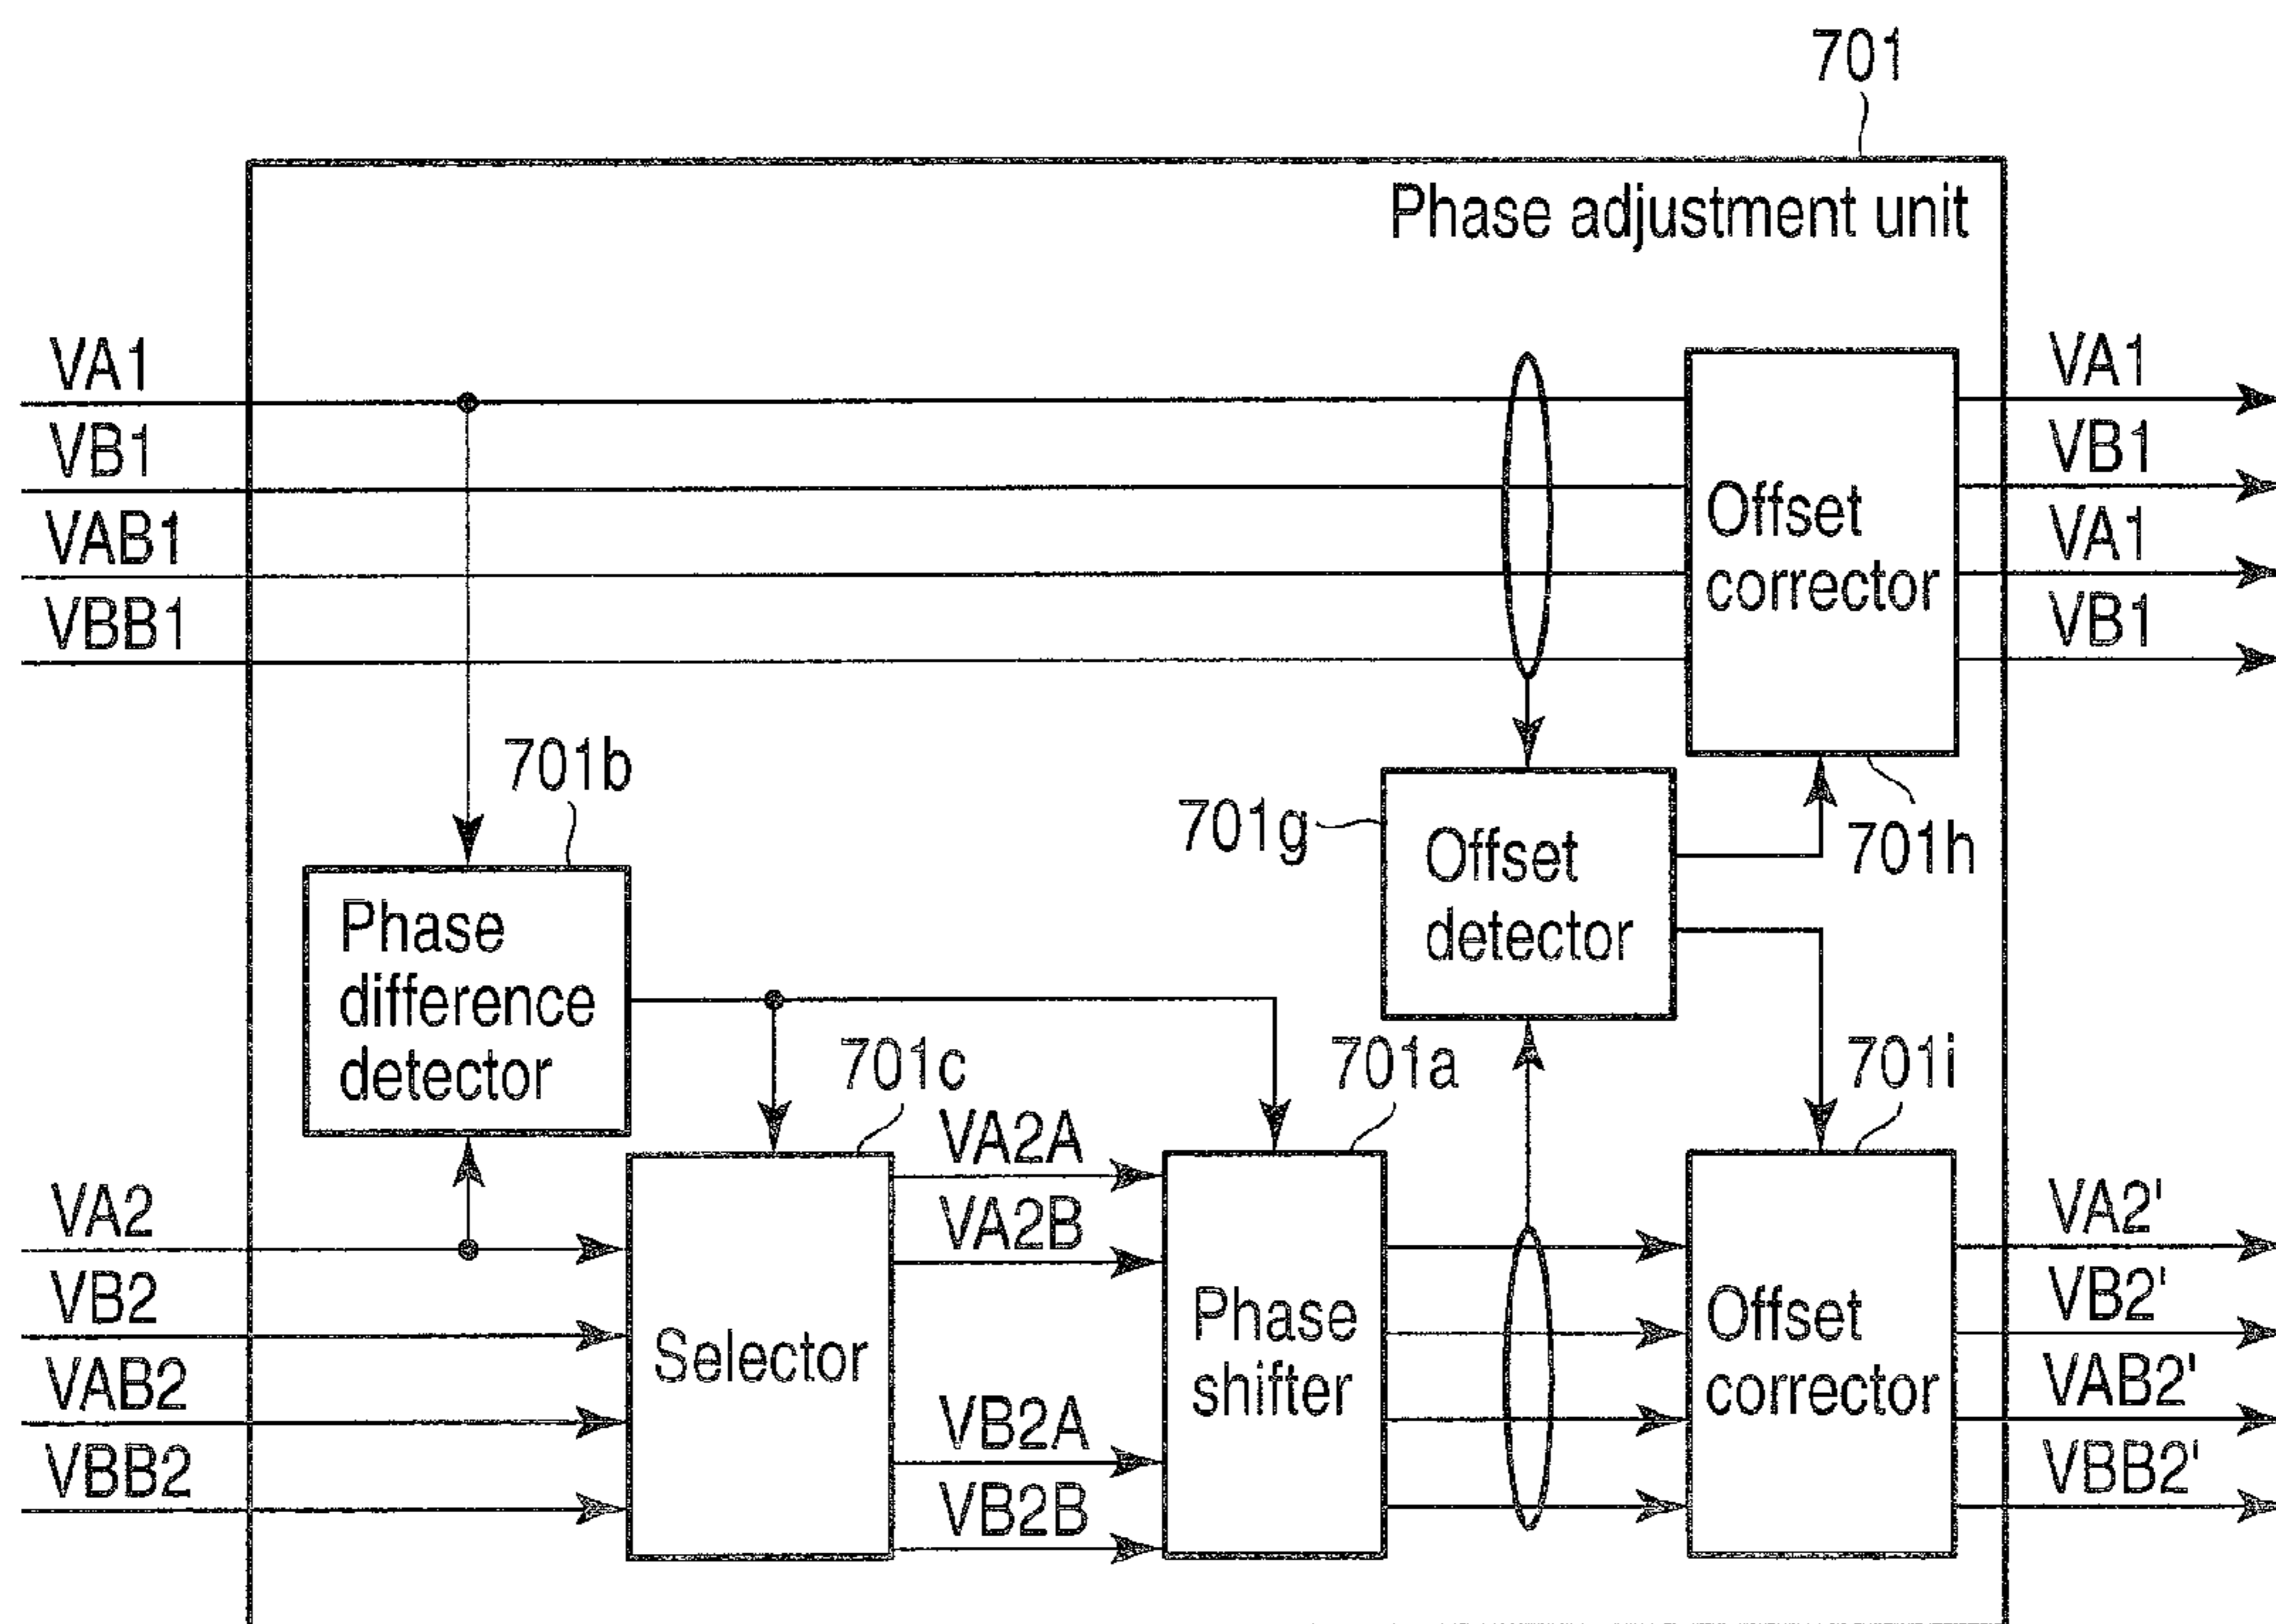 701
Phase adjustment unit
VA1
VB1
VAB1
VBB1
Offset
corrector
VA1
VB1
VA1
VB1
701b
701g
701h
Phase
difference
detector
Offset
detector
701c
701a
701i
VA2
VB2
VAB2
VBB2
Selector
VA2A
VA2B
VB2A
VB2B
Phase
shifter
Offset
corrector
VA2'
VB2'
VAB2'
VBB2'